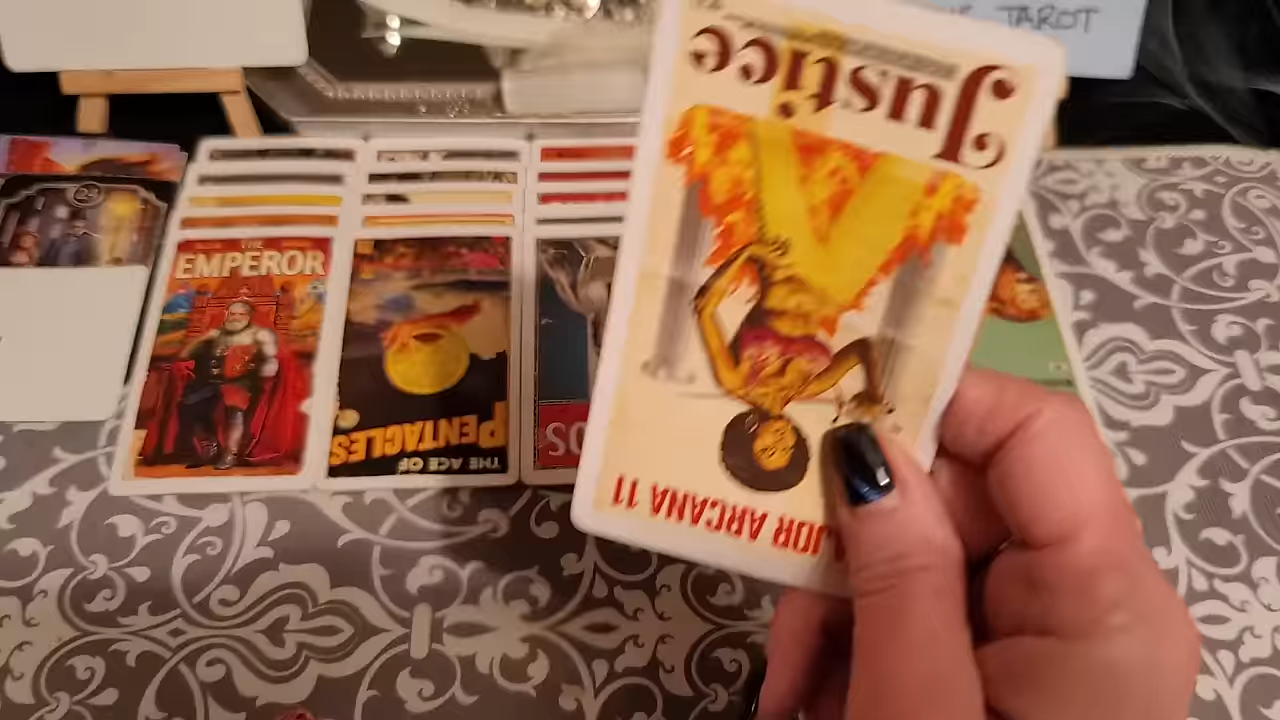 TAROT
Justice
MAJOR ARCANA 11
THE
EMPEROR
THE ACE OF
PENTACLES